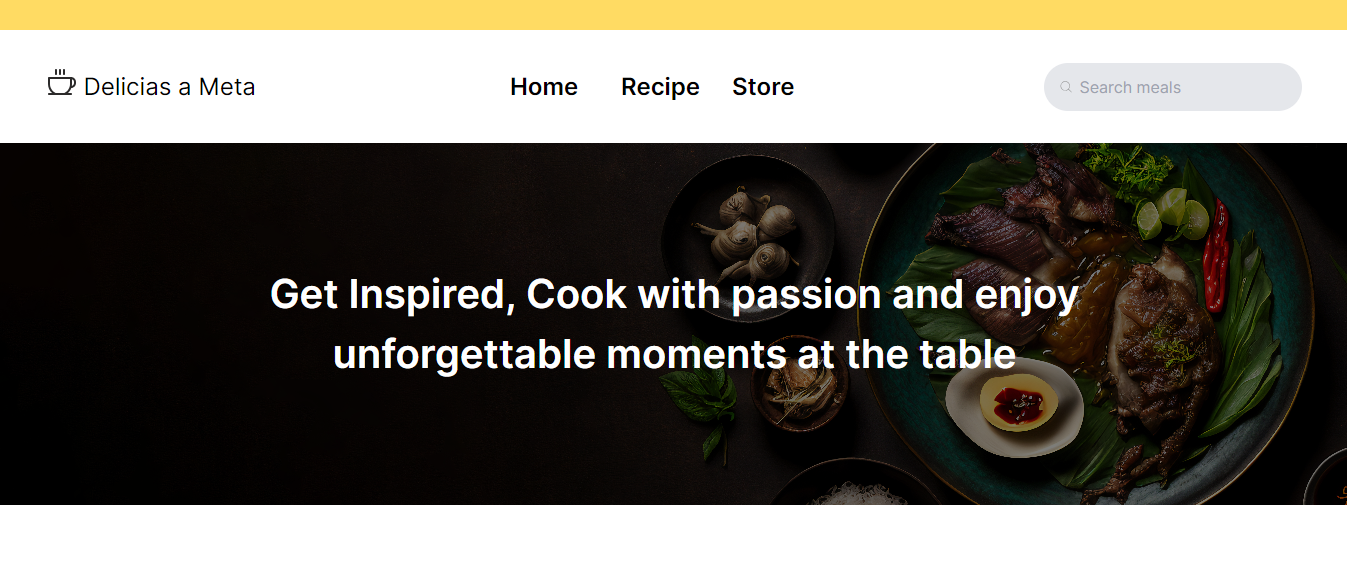 Delicias a Meta
Home Recipe Store
Search meals
Get Inspired, Cook with passion and enjoy
unforgettable moments at the table